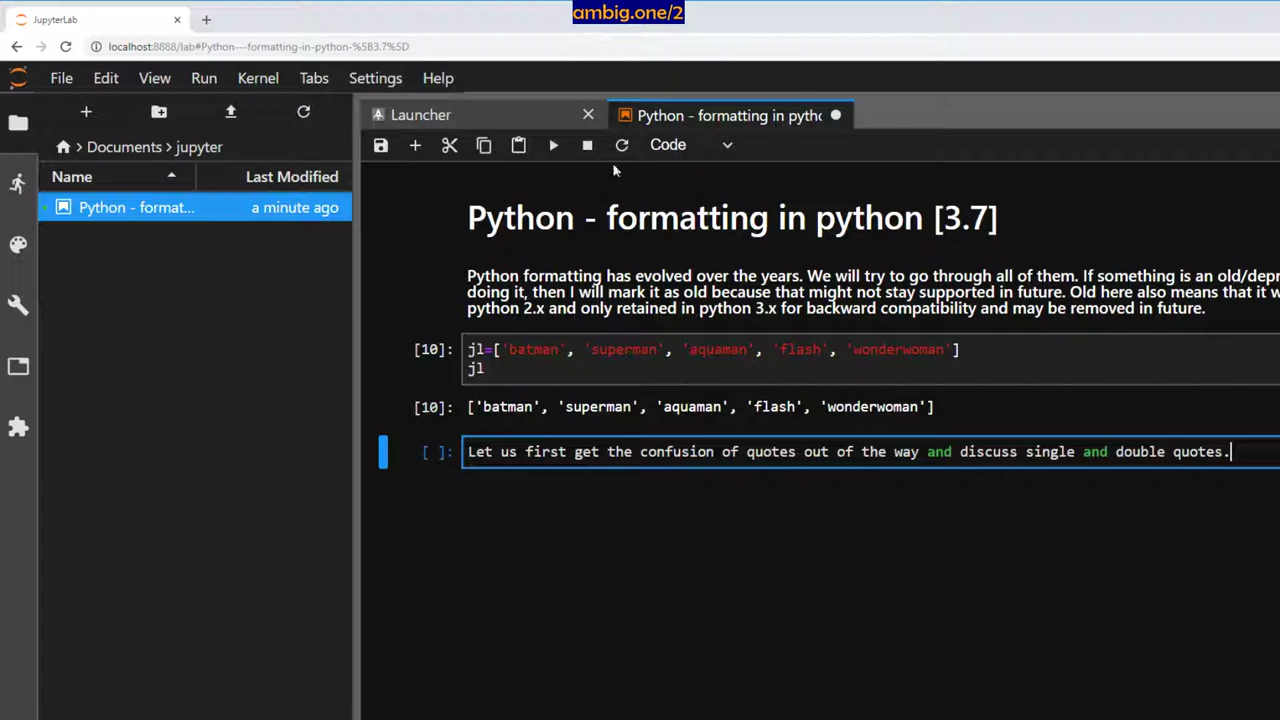 ambig.one/2
JupyterLab
localhost:8888/lab#Python---formatting-in-python-%5B3.7%5D
File Edit View Run Kernel Tabs Settings Help
Launcher
Python - formatting in pytho
Documents jupyter
Code
Name Last Modified
Python - format... a minute ago
Python - formatting in python [3.7]
Python formatting has evolved over the years. We will try to go through all of them. If something is an old/depr
doing it, then I will mark it as old because that might not stay supported in future. Old here also means that it w
python 2.x and only retained in python 3.x for backward compatibility and may be removed in future.
[10]: jl=['batman', 'superman', 'aquaman', 'flash', 'wonderwoman']
jl
[10]: ['batman', 'superman', 'aquaman', 'flash', 'wonderwoman']
[ ]: Let us first get the confusion of quotes out of the way and discuss single and double quotes.